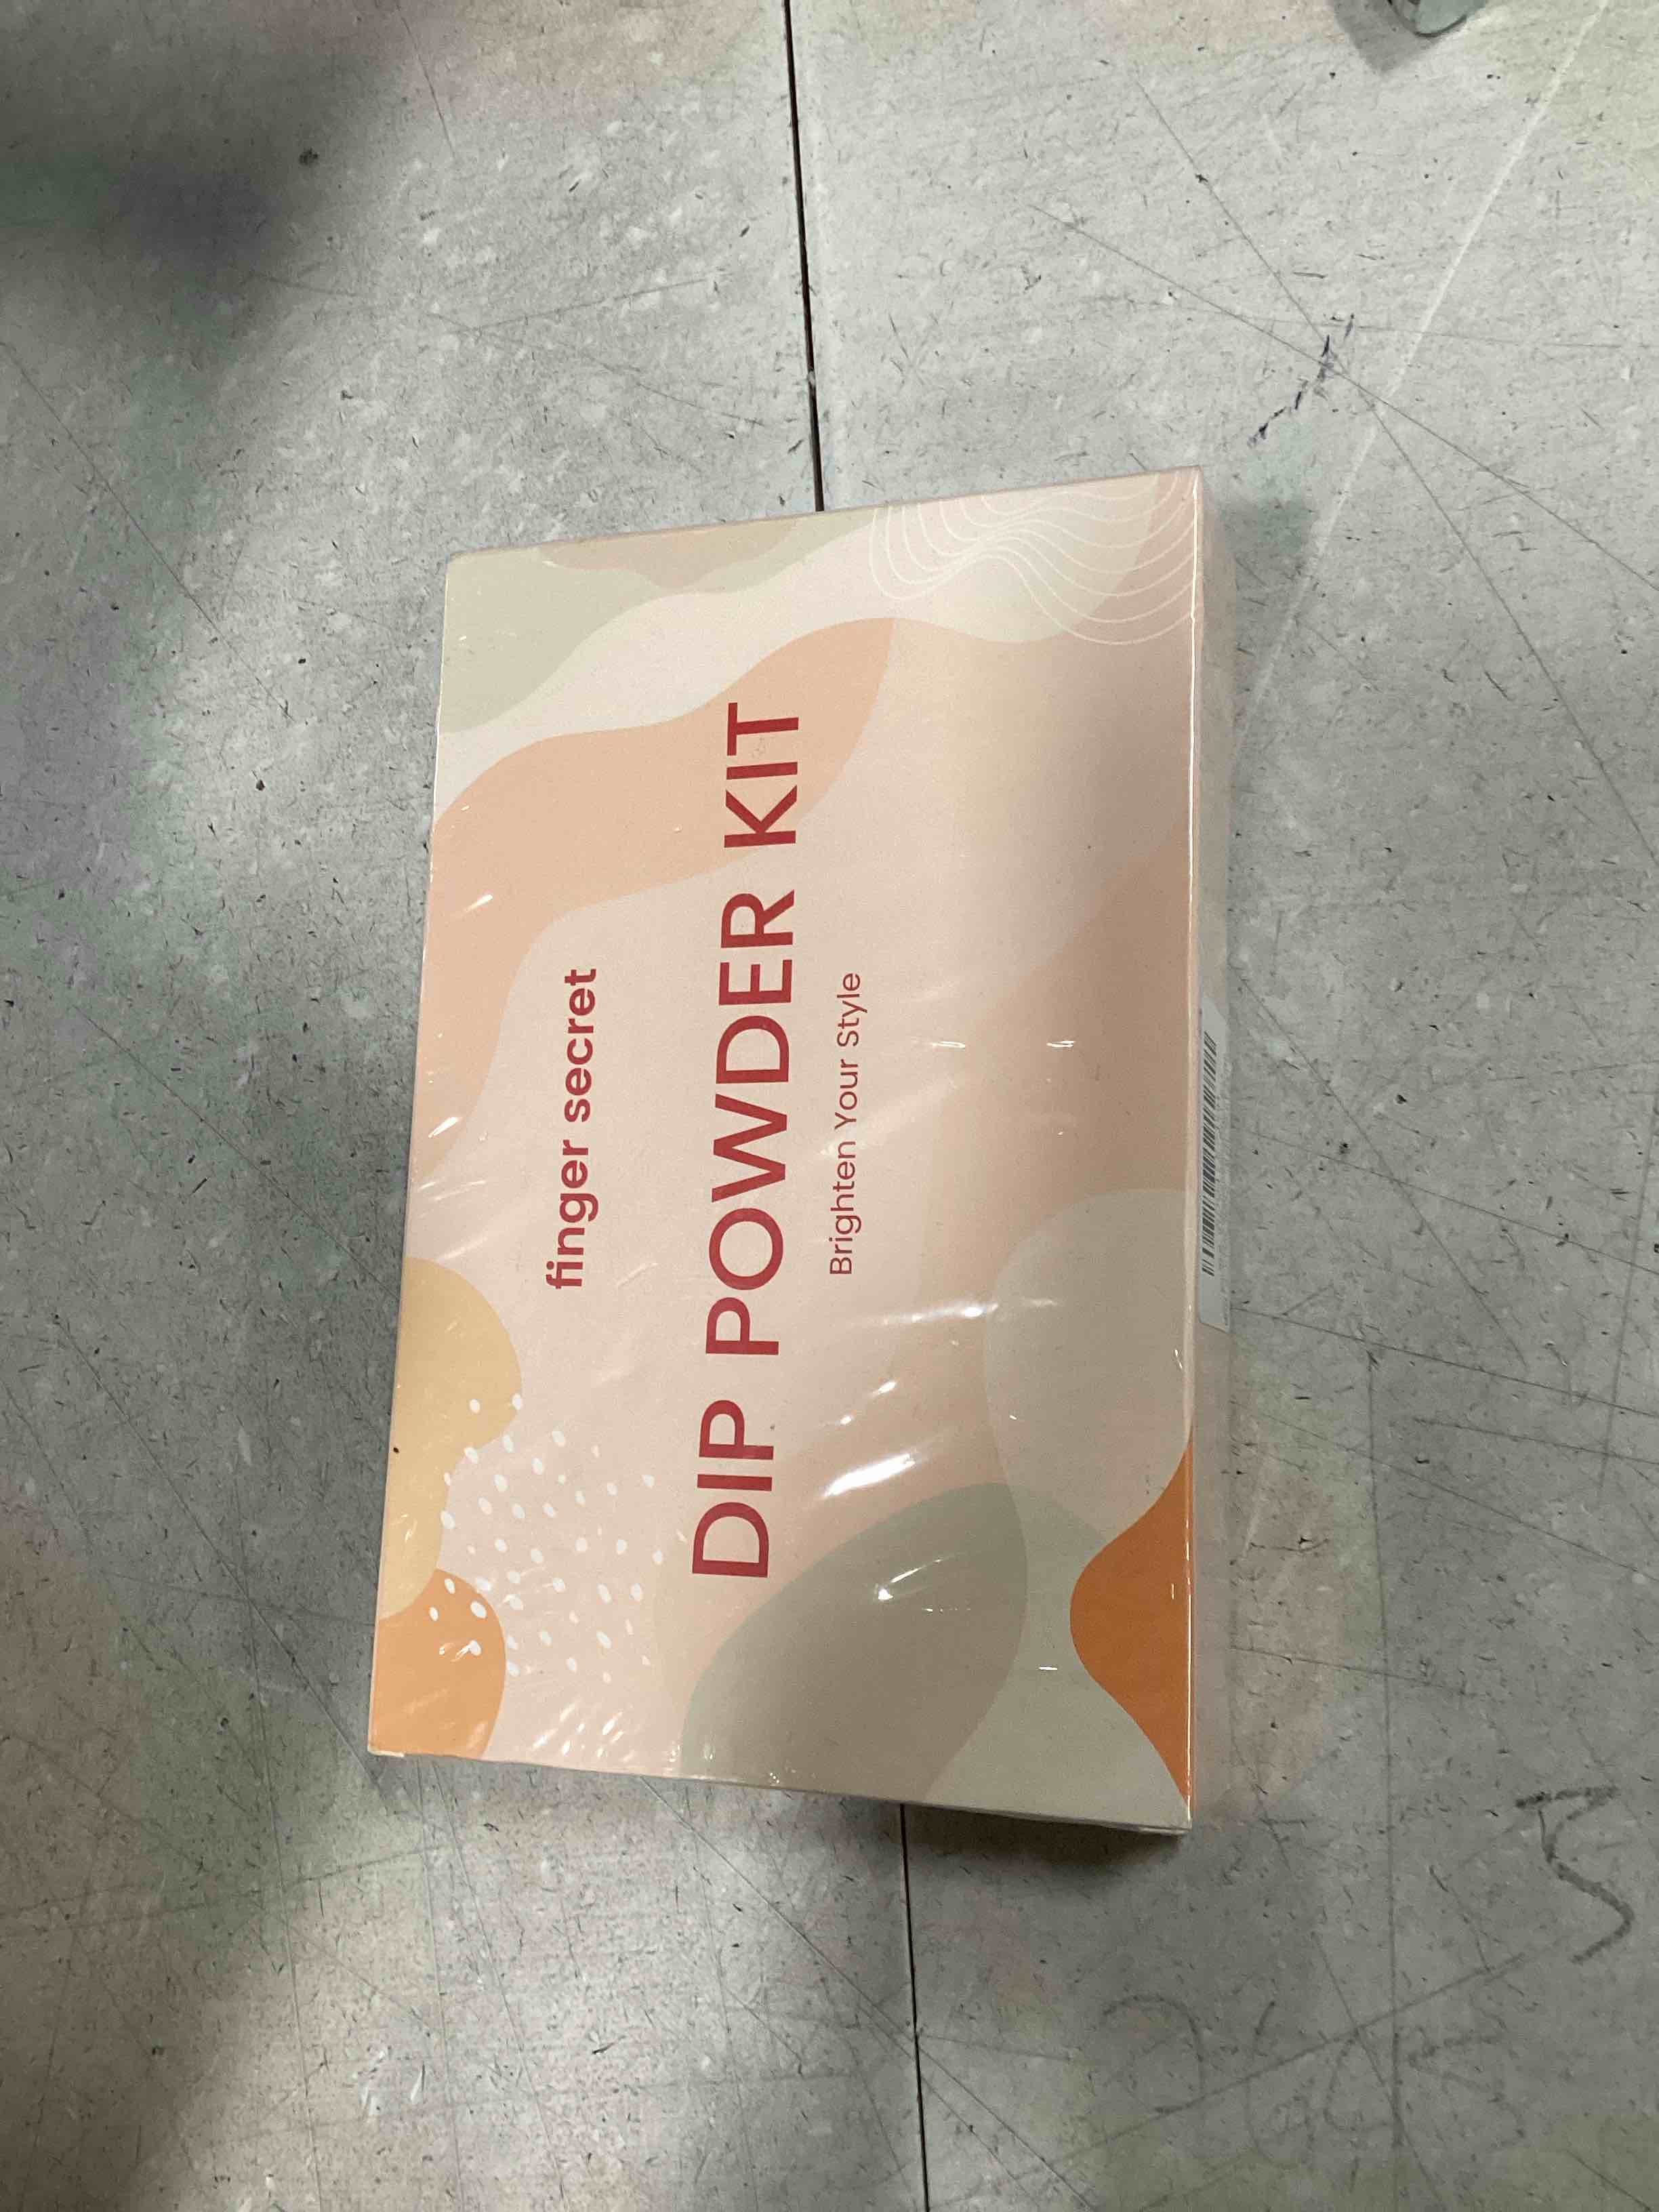 finger secret
DIP POWDER KIT
Brighten Your Style